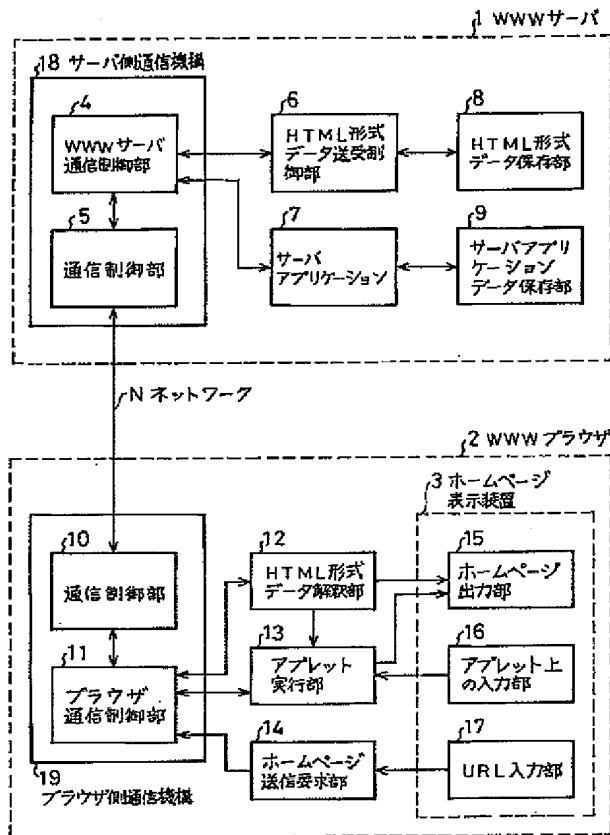 1 WWWサーバ
18 サーバ側通信機構
4
WWWサーバ
通信制御部
5
通信制御部
6
HTML形式
データ送受制
御部
8
HTML形式
データ保存部
7
サーバ
アプリケーション
9
サーバアプリ
ケーション
データ保存部
N ネットワーク
2 WWWブラウザ
3 ホームページ
表示装置
10
通信制御部
11
ブラウザ
通信制御部
12
HTML形式
データ解釈部
13
アプレット
実行部
14
ホームページ
送信要求部
15
ホームページ
出力部
16
アプレット上
の入力部
17
URL入力部
19
ブラウザ側通信機構